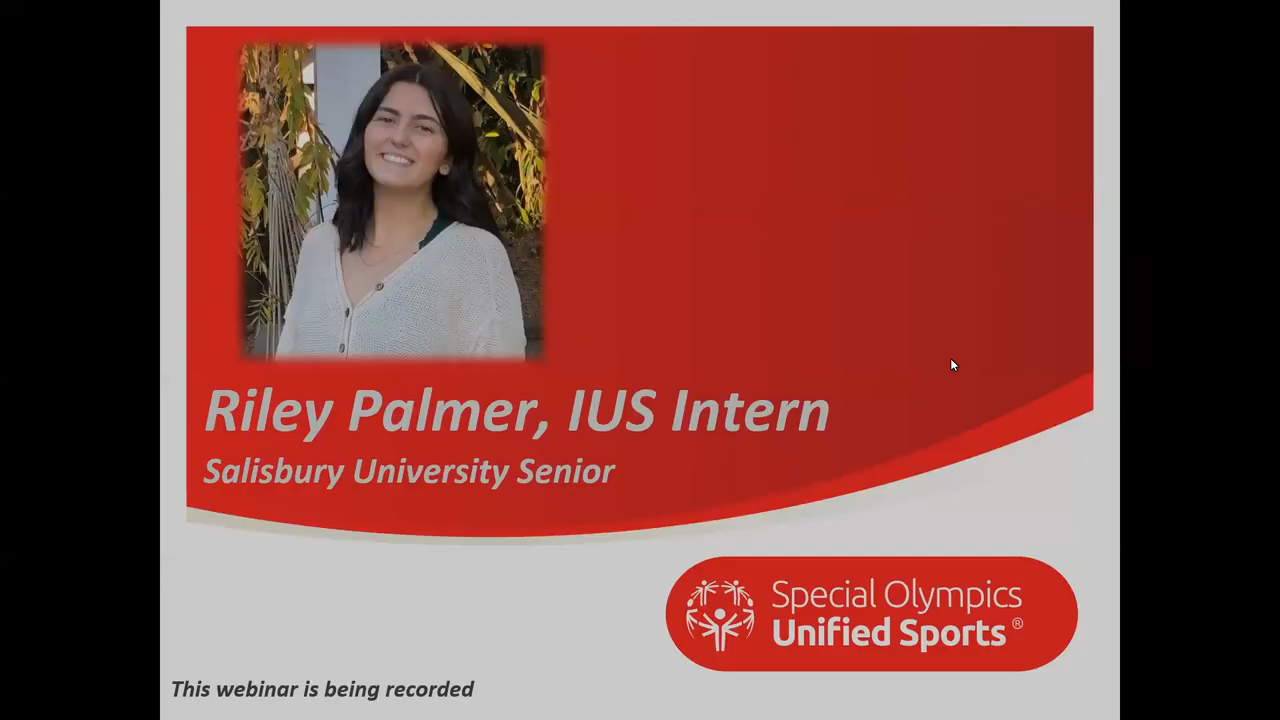 Riley Palmer, IUS Intern
Salisbury University Senior
Special Olympics
Unified Sports ®
This webinar is being recorded